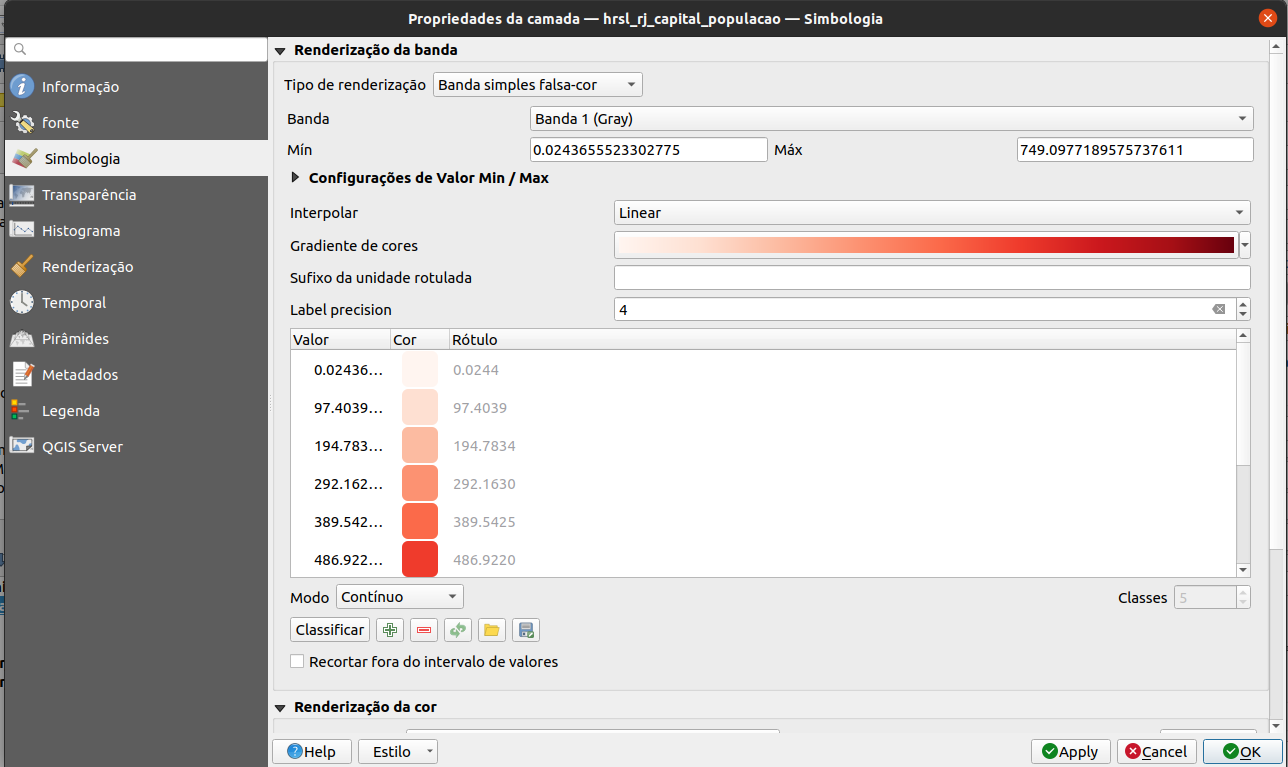 Propriedades da camada — hrsl_rj_capital_populacao — Simbologia
Informação
fonte
Simbologia
Transparência
Histograma
Renderização
Temporal
Pirâmides
Metadados
Legenda
QGIS Server
Renderização da banda
Tipo de renderização Banda simples falsa-cor
Banda Banda 1 (Gray)
Mín 0.0243655523302775 Máx 749.0977189575737611
Configurações de Valor Min / Max
Interpolar Linear
Gradiente de cores
Sufixo da unidade rotulada
Label precision 4
Valor Cor Rótulo
0.02436… 0.0244
97.4039… 97.4039
194.783… 194.7834
292.162… 292.1630
389.542… 389.5425
486.922… 486.9220
Modo Contínuo Classes 5
Classificar
Recortar fora do intervalo de valores
Renderização da cor
Help Estilo Apply Cancel OK